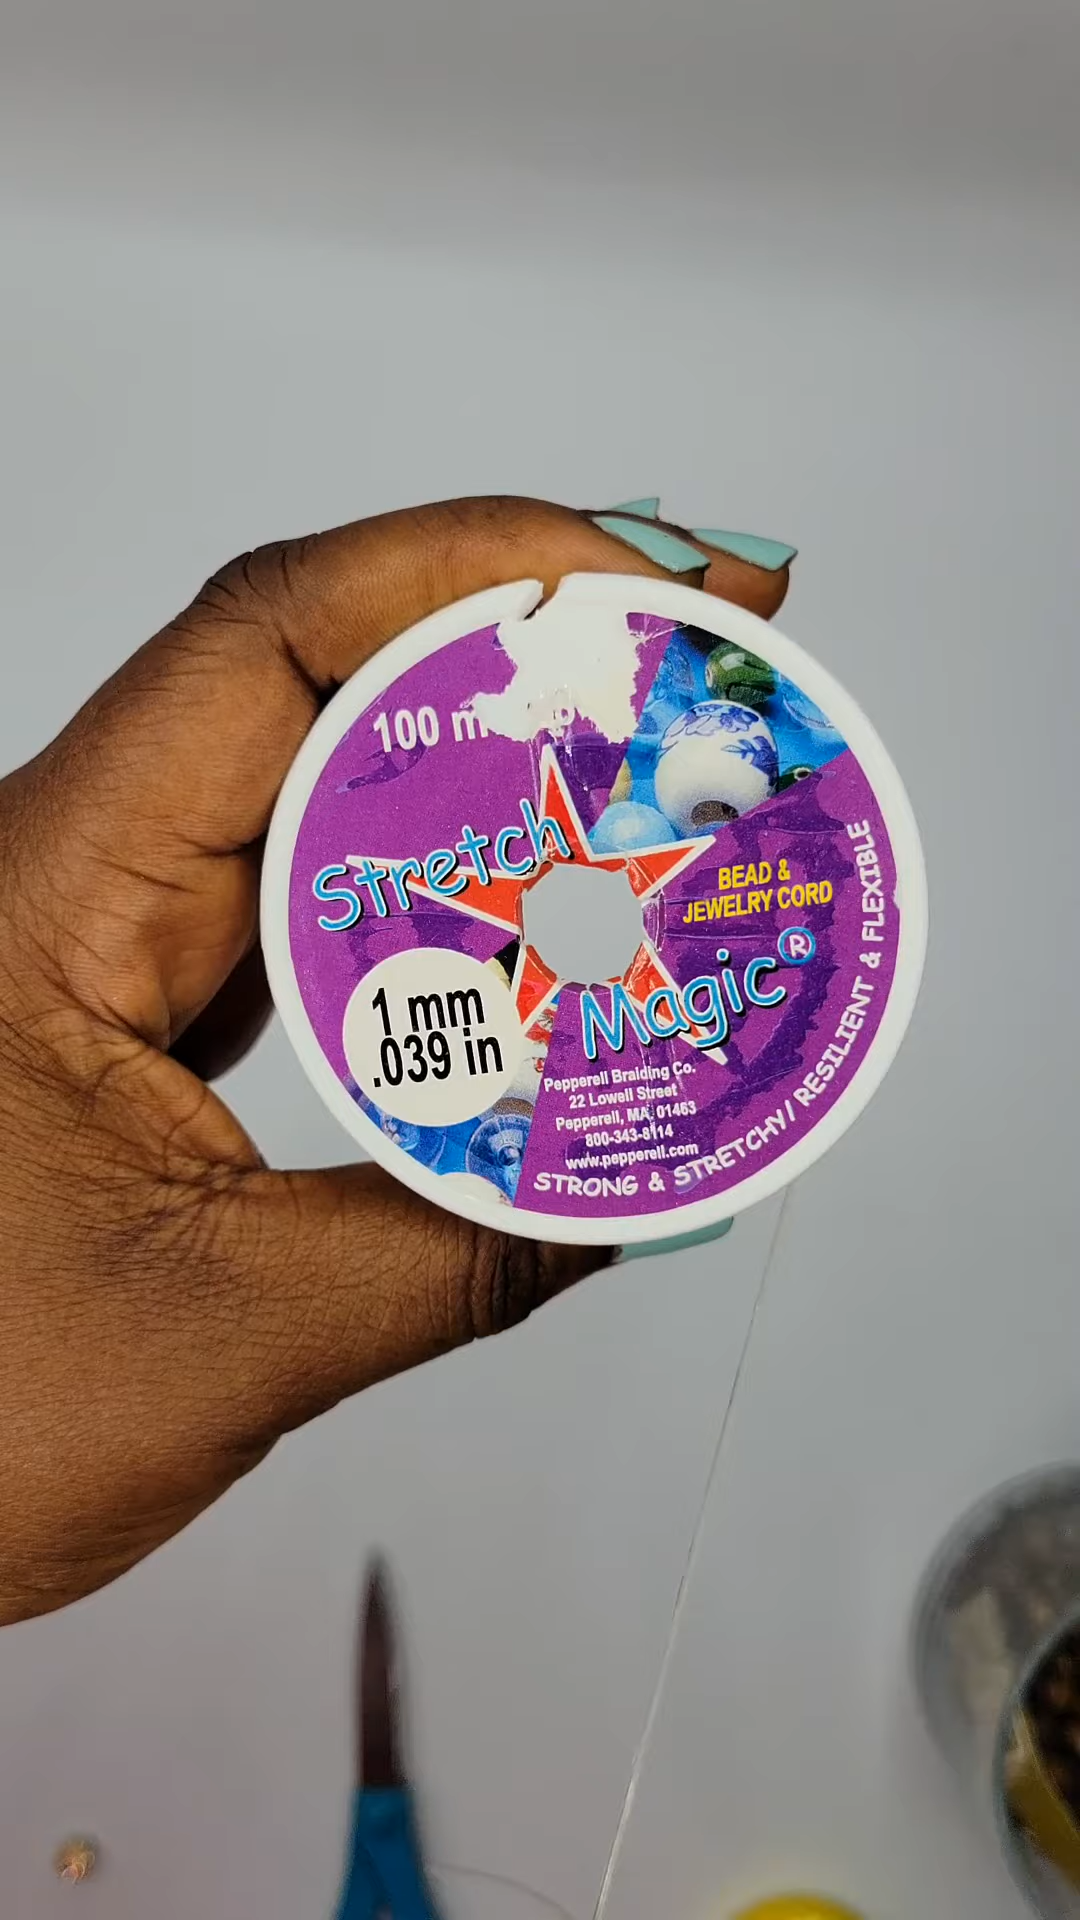 100 m
Stretch
BEAD &
JEWELRY CORD
Magic®
1 mm
.039 in
Pepperell Braiding Co.
22 Lowell Street
Pepperell, MA 01463
800-343-8114
www.pepperell.com
STRONG & STRETCHY/ RESILIENT & FLEXIBLE